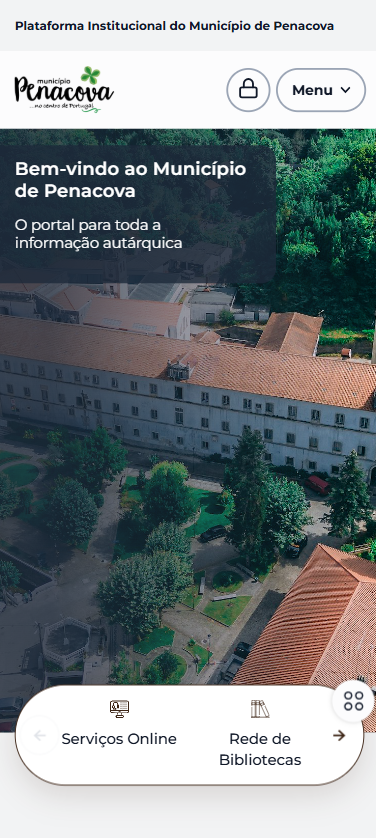 Plataforma Institucional do Município de Penacova
município
Penacova
...no centro de Portugal
Menu
Bem-vindo ao Município
de Penacova
O portal para toda a
informação autárquica
Serviços Online
Rede de
Bibliotecas